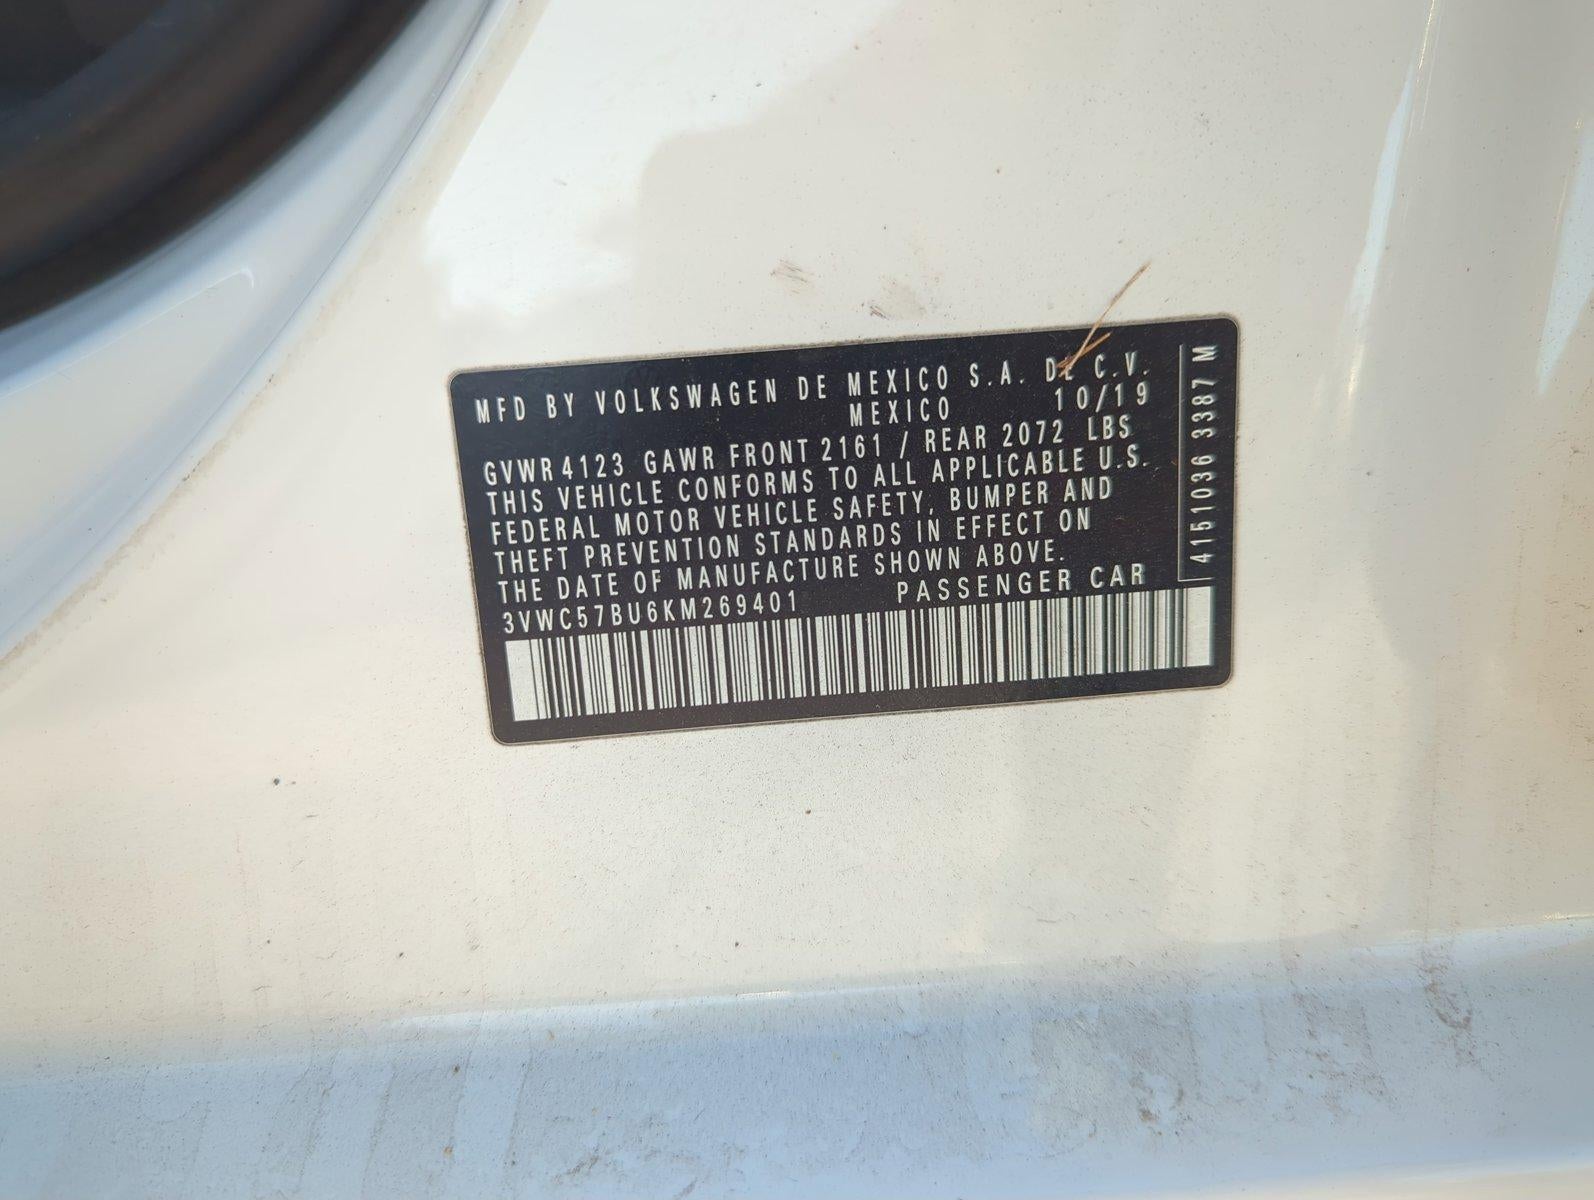 MFD BY VOLKSWAGEN DE MEXICO S.A. DE C.V.
MEXICO 10/19
GVWR 4123 GAWR FRONT 2161 / REAR 2072 LBS
THIS VEHICLE CONFORMS TO ALL APPLICABLE U.S.
FEDERAL MOTOR VEHICLE SAFETY, BUMPER AND
THEFT PREVENTION STANDARDS IN EFFECT ON
THE DATE OF MANUFACTURE SHOWN ABOVE.
3VWC57BU6KM269401 PASSENGER CAR
4151036 3387 M